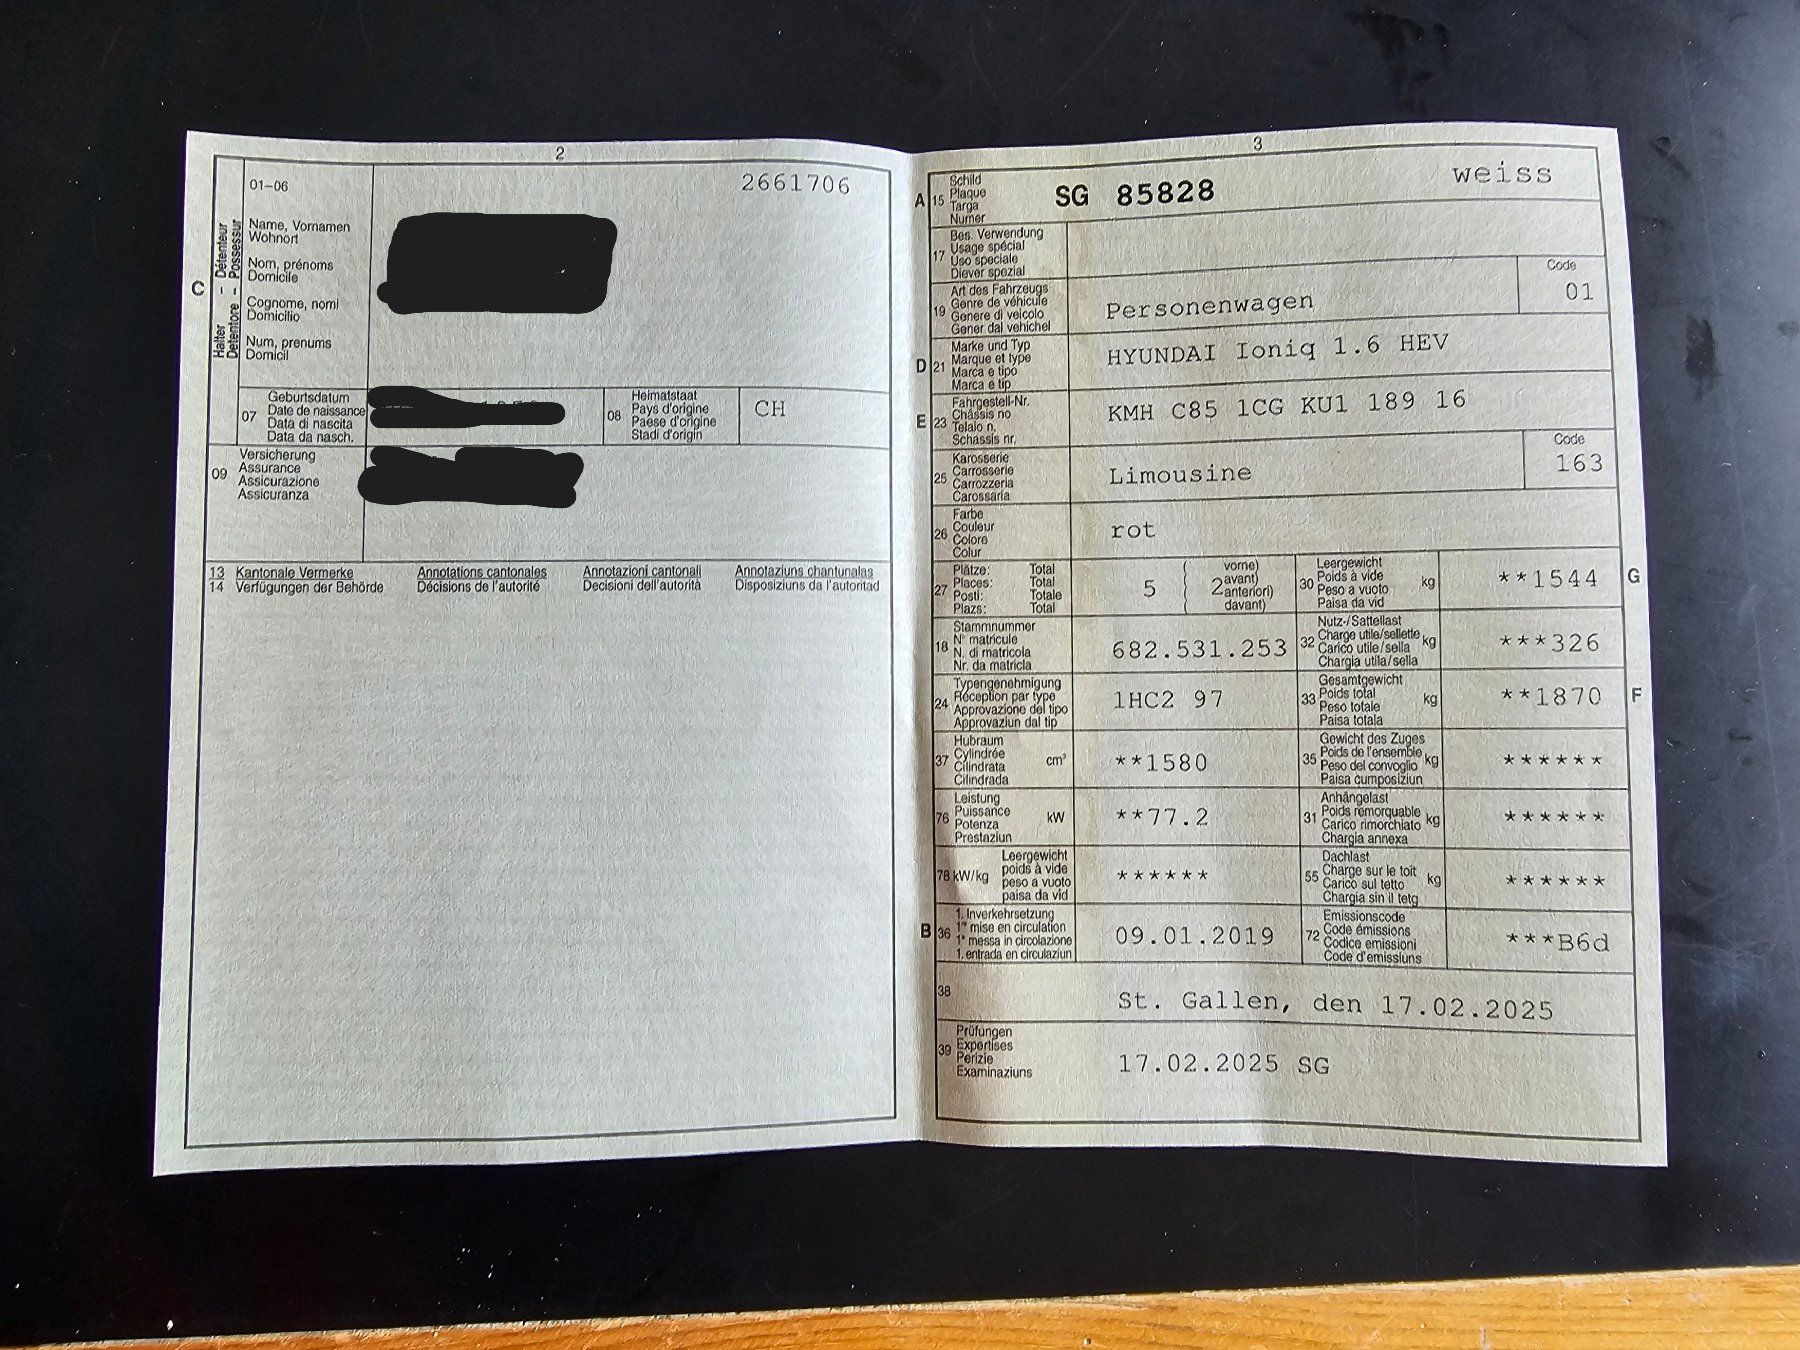 2
01–06
2661706
C
Halter – Détenteur
Detentore – Possessur
Name, Vornamen
Wohnort
Nom, prénoms
Domicile
Cognome, nomi
Domicilio
Num, prenums
Domicil
07
Geburtsdatum
Date de naissance
Data di nascita
Data da nasch.
08
Heimatstaat
Pays d'origine
Paese d'origine
Stadi d'origin
CH
09
Versicherung
Assurance
Assicurazione
Assicuranza
13 Kantonale Vermerke Annotations cantonales Annotazioni cantonali Annotaziuns chantunalas
14 Verfügungen der Behörde Décisions de l'autorité Decisioni dell'autorità Disposiziuns da l'autoritad
3
A 15
Schild
Plaque
Targa
Numer
SG 85828
weiss
17
Bes. Verwendung
Usage spécial
Uso speciale
Diever spezial
19
Art des Fahrzeugs
Genre de véhicule
Genere di veicolo
Gener dal vehichel
Personenwagen
Code
01
D 21
Marke und Typ
Marque et type
Marca e tipo
Marca e tip
HYUNDAI Ioniq 1.6 HEV
E 23
Fahrgestell-Nr.
Châssis no
Telaio n.
Schassis nr.
KMH C85 1CG KU1 189 16
25
Karosserie
Carrosserie
Carrozzeria
Carossaria
Limousine
Code
163
26
Farbe
Couleur
Colore
Colur
rot
27
Plätze: Total
Places: Total
Posti: Totale
Plazs: Total
5
( vorne)
( avant)
2
( anteriori)
( davant)
30
Leergewicht
Poids à vide
Peso a vuoto
Paisa da vid
kg
**1544
G
18
Stammnummer
N° matricule
N. di matricola
Nr. da matricla
682.531.253
32
Nutz-/Sattellast
Charge utile/sellette
Carico utile/sella
Chargia utila/sella
kg
***326
24
Typengenehmigung
Réception par type
Approvazione del tipo
Approvaziun dal tip
1HC2 97
33
Gesamtgewicht
Poids total
Peso totale
Paisa totala
kg
**1870
F
37
Hubraum
Cylindrée
Cilindrata
Cilindrada
cm³
**1580
35
Gewicht des Zuges
Poids de l'ensemble
Peso del convoglio
Paisa cumposiziun
kg
******
76
Leistung
Puissance
Potenza
Prestaziun
kW
**77.2
31
Anhängelast
Poids remorquable
Carico rimorchiato
Chargia annexa
kg
******
78 kW/kg
Leergewicht
poids à vide
peso a vuoto
paisa da vid
******
55
Dachlast
Charge sur le toit
Carico sul tetto
Chargia sin il tetg
kg
******
B 36
1. Inverkehrsetzung
1re mise en circulation
1a messa in circolazione
1. entrada en circulaziun
09.01.2019
72
Emissionscode
Code émissions
Codice emissioni
Code d'emissiuns
***B6d
38
St. Gallen, den 17.02.2025
39
Prüfungen
Expertises
Perizie
Examinaziuns
17.02.2025 SG